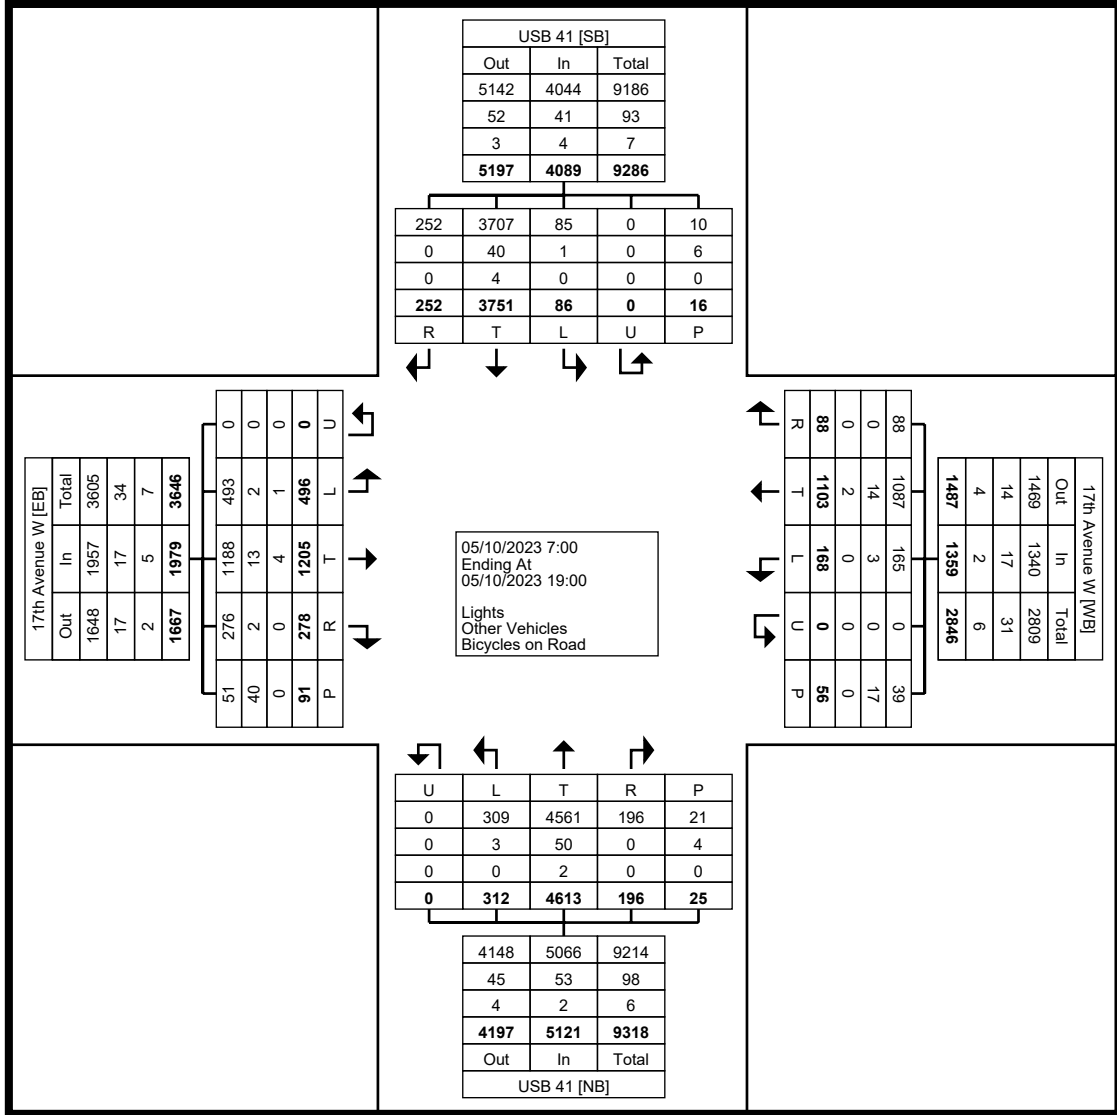 USB 41 [SB]
Out In Total
5142 4044 9186
52 41 93
3 4 7
5197 4089 9286
252 3707 85 0 10
0 40 1 0 6
0 4 0 0 0
252 3751 86 0 16
R T L U P
17th Avenue W [EB]
Total In Out
3605 1957 1648
34 17 17
7 5 2
3646 1979 1667
0 493 1188 276 51
0 2 13 2 40
0 1 4 0 0
0 496 1205 278 91
U L T R P
05/10/2023 7:00
Ending At
05/10/2023 19:00
Lights
Other Vehicles
Bicycles on Road
17th Avenue W [WB]
Out In Total
1469 1340 2809
14 17 31
4 2 6
1487 1359 2846
88 1087 165 0 39
0 14 3 0 17
0 2 0 0 0
88 1103 168 0 56
R T L U P
U L T R P
0 309 4561 196 21
0 3 50 0 4
0 0 2 0 0
0 312 4613 196 25
4148 5066 9214
45 53 98
4 2 6
4197 5121 9318
Out In Total
USB 41 [NB]